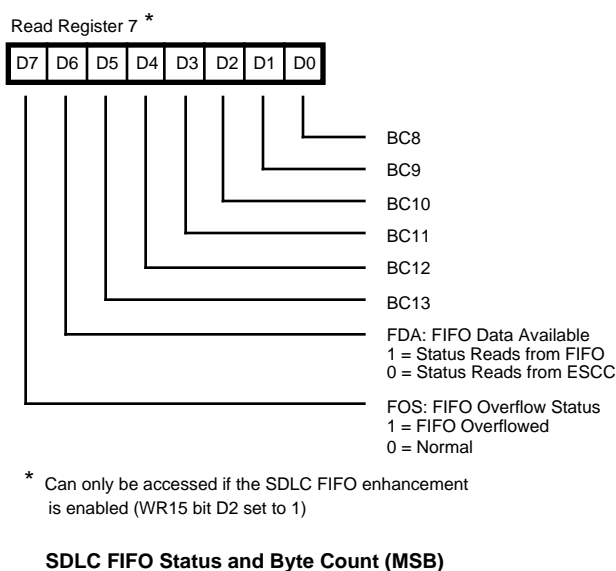 Read Register 7 *
D7 D6 D5 D4 D3 D2 D1 D0
BC8
BC9
BC10
BC11
BC12
BC13
FDA: FIFO Data Available
1 = Status Reads from FIFO
0 = Status Reads from ESCC
FOS: FIFO Overflow Status
1 = FIFO Overflowed
0 = Normal
* Can only be accessed if the SDLC FIFO enhancement
is enabled (WR15 bit D2 set to 1)
SDLC FIFO Status and Byte Count (MSB)